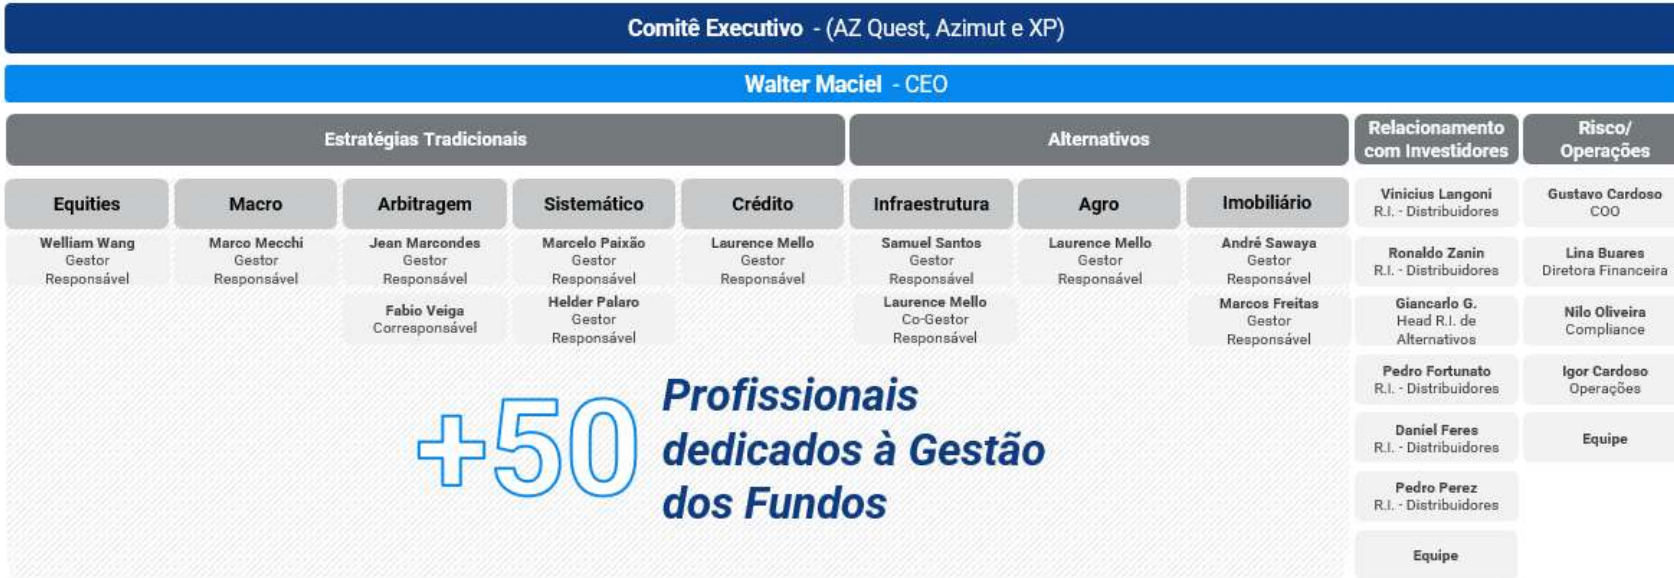 Comitê Executivo - (AZ Quest, Azimut e XP)
Walter Maciel - CEO
Estratégias Tradicionais
Alternativos
Relacionamento
com Investidores
Risco/
Operações
Equities
Macro
Arbitragem
Sistemático
Crédito
Infraestrutura
Agro
Imobiliário
Welliam Wang
Gestor
Responsável
Marco Mecchi
Gestor
Responsável
Jean Marcondes
Gestor
Responsável
Fabio Veiga
Corresponsável
Marcelo Paixão
Gestor
Responsável
Helder Palaro
Gestor
Responsável
Laurence Mello
Gestor
Responsável
Samuel Santos
Gestor
Responsável
Laurence Mello
Co-Gestor
Responsável
Laurence Mello
Gestor
Responsável
André Sawaya
Gestor
Responsável
Marcos Freitas
Gestor
Responsável
Vinicius Langoni
R.I. - Distribuidores
Ronaldo Zanin
R.I. - Distribuidores
Giancarlo G.
Head R.I. de
Alternativos
Pedro Fortunato
R.I. - Distribuidores
Daniel Feres
R.I. - Distribuidores
Pedro Perez
R.I. - Distribuidores
Equipe
Gustavo Cardoso
COO
Lina Buares
Diretora Financeira
Nilo Oliveira
Compliance
Igor Cardoso
Operações
Equipe
+50
Profissionais
dedicados à Gestão
dos Fundos